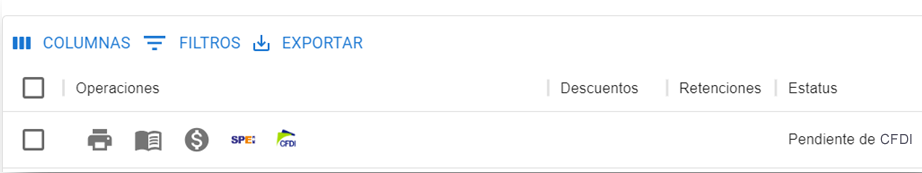 COLUMNAS FILTROS EXPORTAR
Operaciones Descuentos Retenciones Estatus
SPEI CFDI Pendiente de CFDI